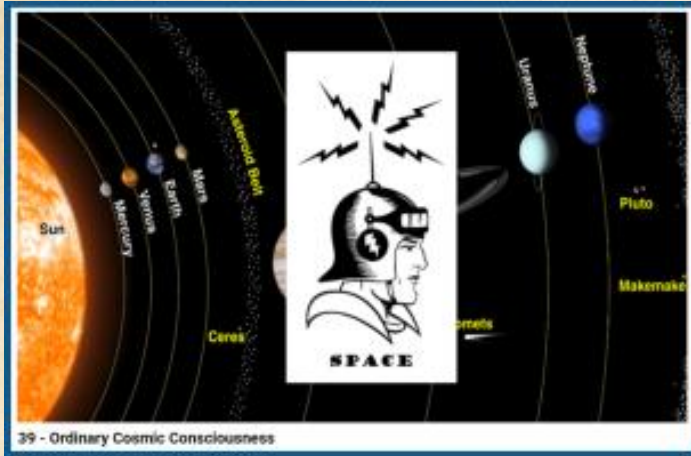 Sun
Mercury
Venus
Earth
Mars
Asteroid Belt
Ceres
SPACE
omets
Uranus
Neptune
Pluto
Makemake
39 - Ordinary Cosmic Consciousness